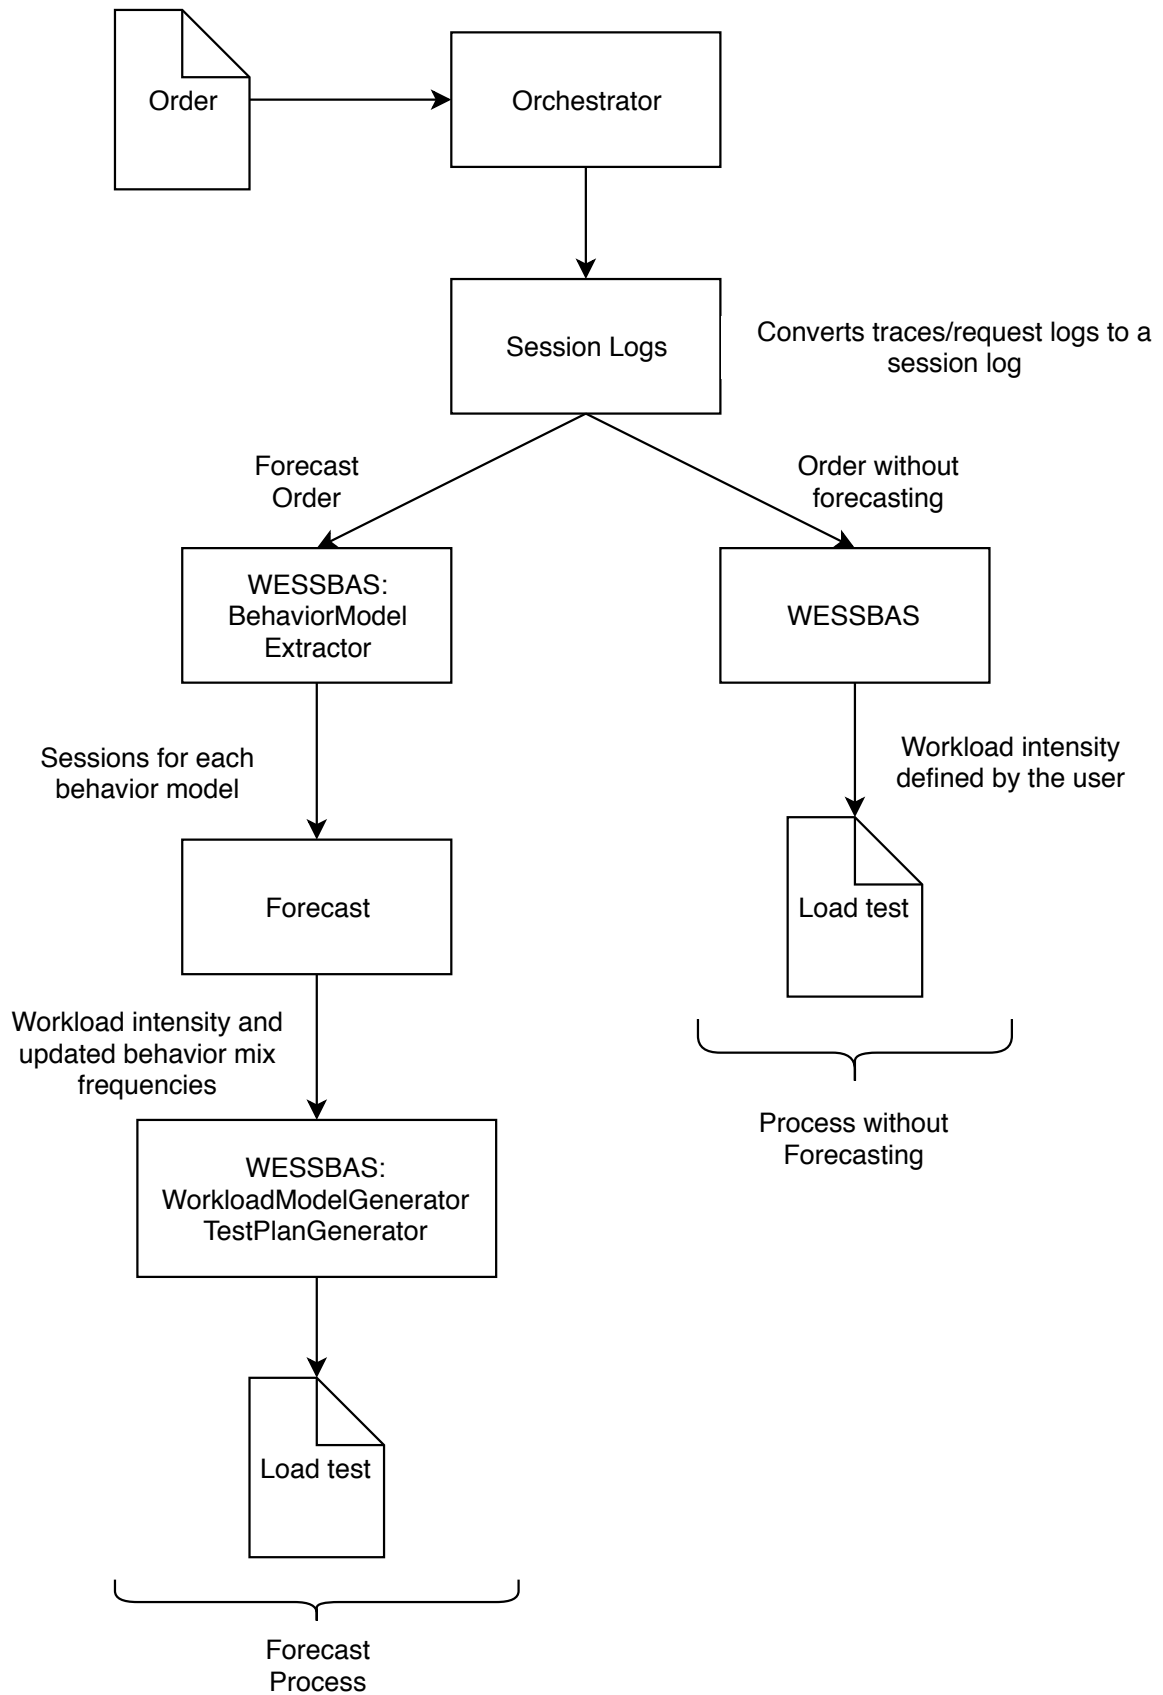 Order
Orchestrator
Session Logs
Converts traces/request logs to a
session log
Forecast
Order
Order without
forecasting
WESSBAS:
BehaviorModel
Extractor
WESSBAS
Sessions for each
behavior model
Workload intensity
defined by the user
Forecast
Load test
Workload intensity and
updated behavior mix
frequencies
Process without
Forecasting
WESSBAS:
WorkloadModelGenerator
TestPlanGenerator
Load test
Forecast
Process